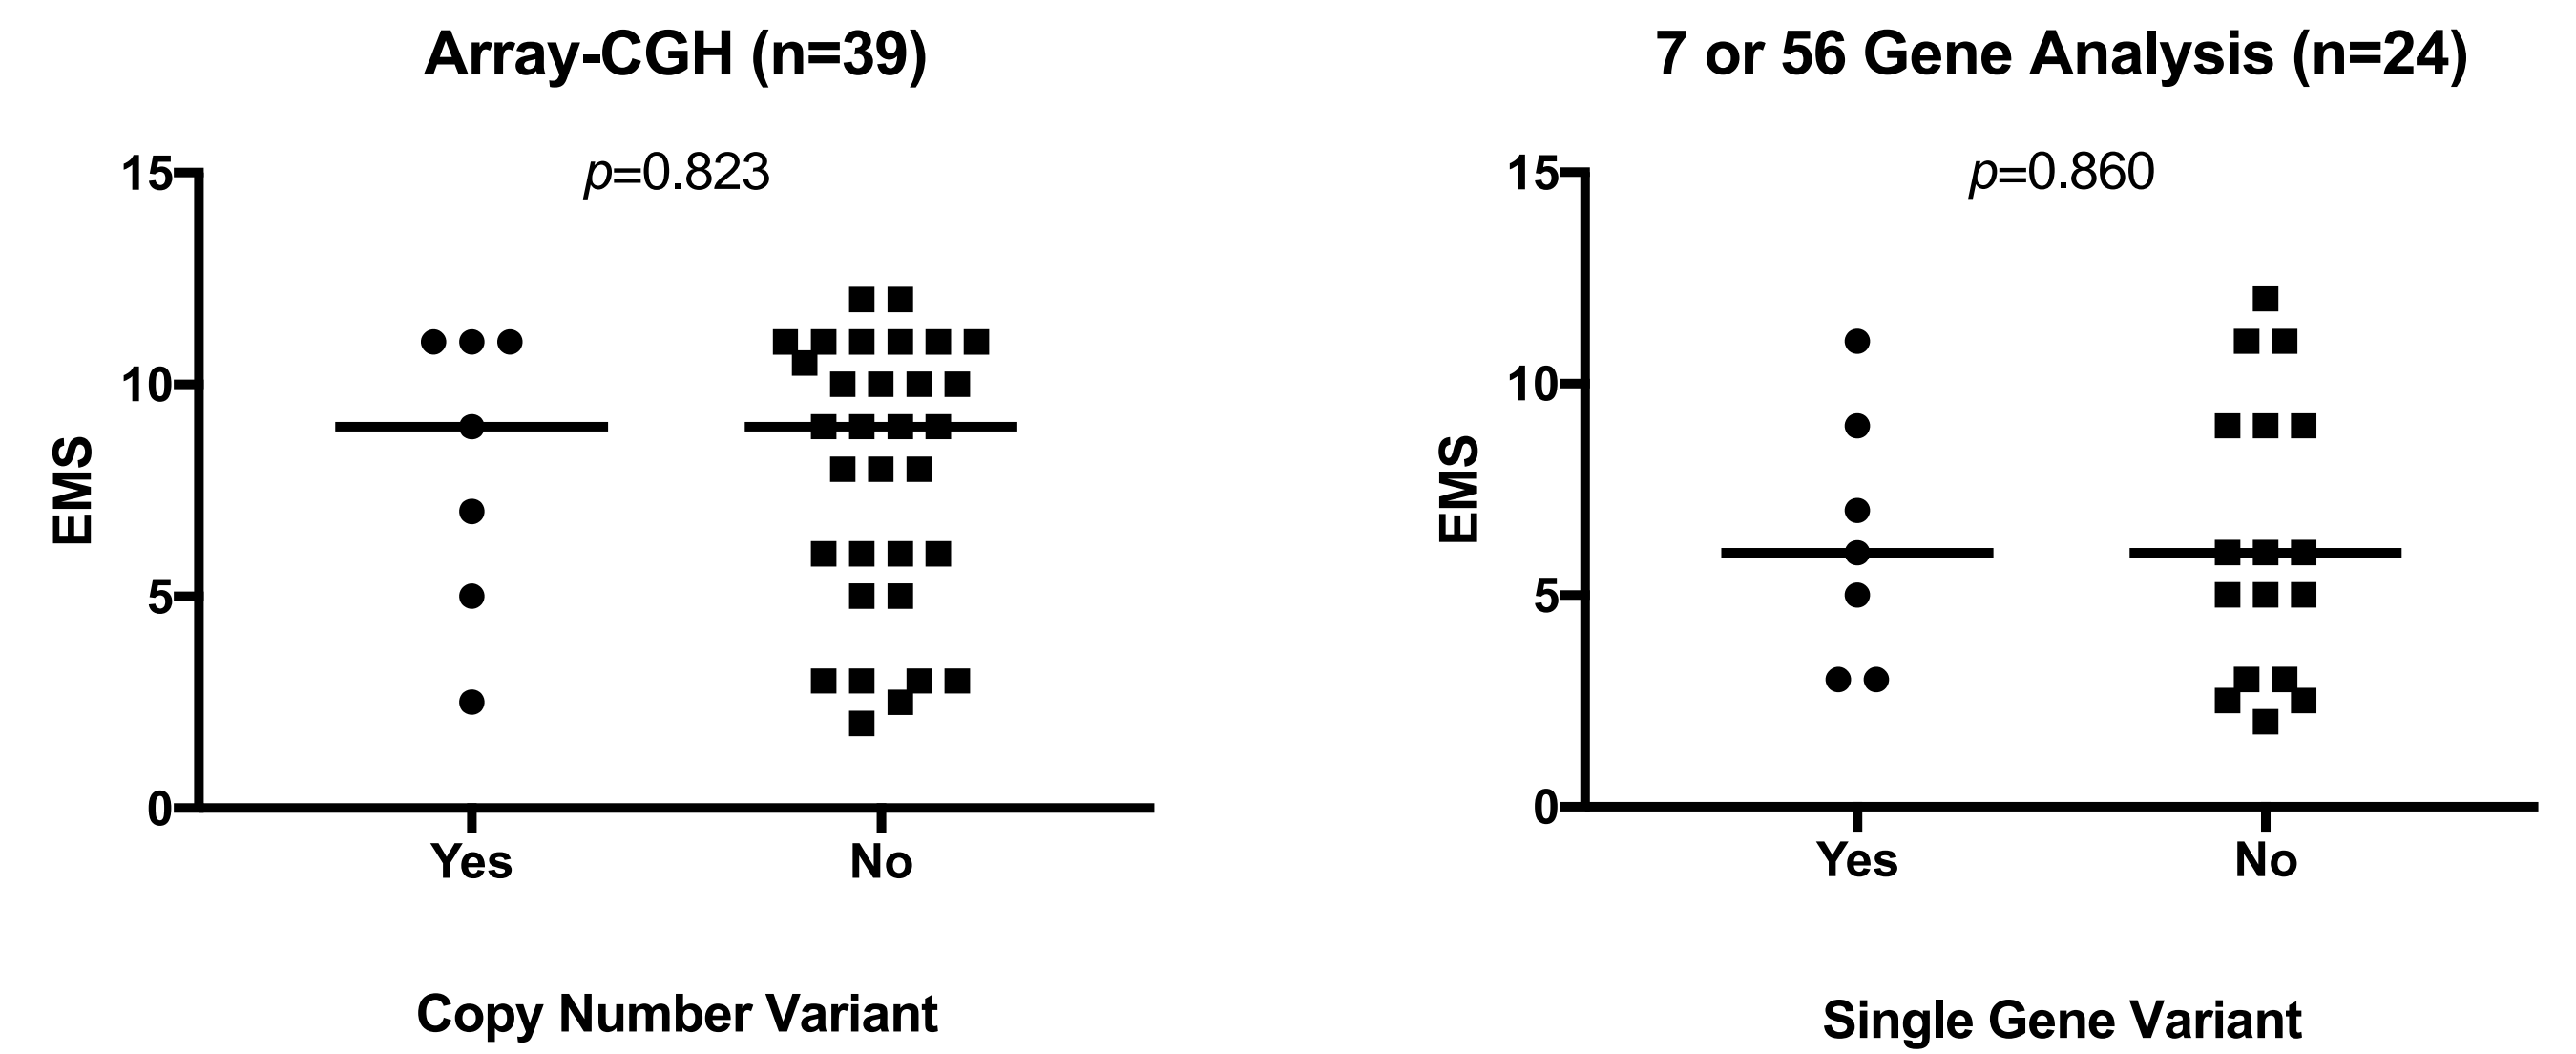 Array-CGH (n=39)
p=0.823
15
10
5
0
EMS
Yes
No
Copy Number Variant
7 or 56 Gene Analysis (n=24)
p=0.860
15
10
5
0
EMS
Yes
No
Single Gene Variant